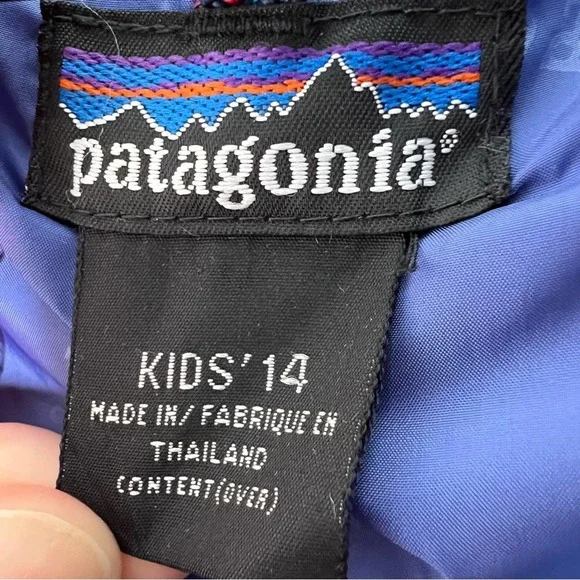 patagonia®
KIDS' 14
MADE IN/ FABRIQUE EN
THAILAND
CONTENT(OVER)